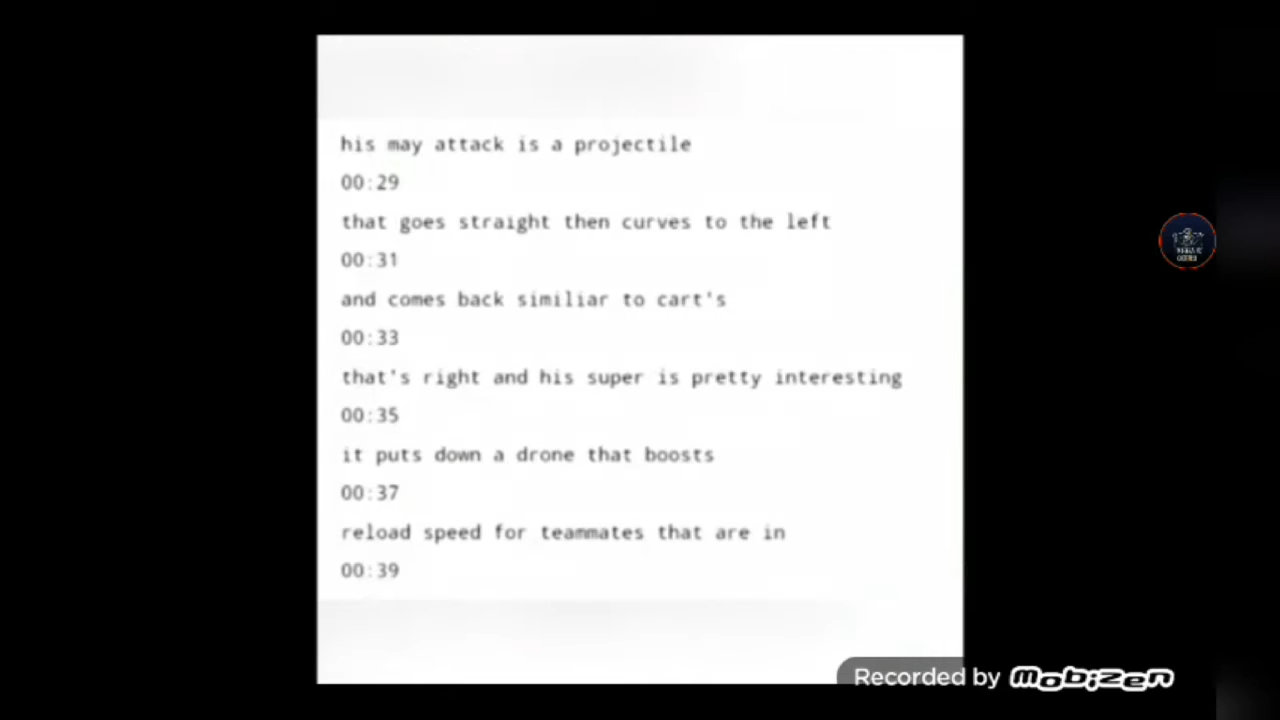 his may attack is a projectile
00:29
that goes straight then curves to the left
00:31
and comes back similiar to cart's
00:33
that's right and his super is pretty interesting
00:35
it puts down a drone that boosts
00:37
reload speed for teammates that are in
00:39
Recorded by Mobizen